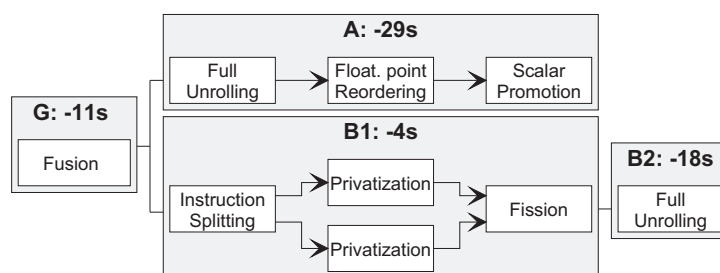 A: -29s
Full
Unrolling
Float. point
Reordering
Scalar
Promotion
G: -11s
Fusion
B1: -4s
Instruction
Splitting
Privatization
Privatization
Fission
B2: -18s
Full
Unrolling